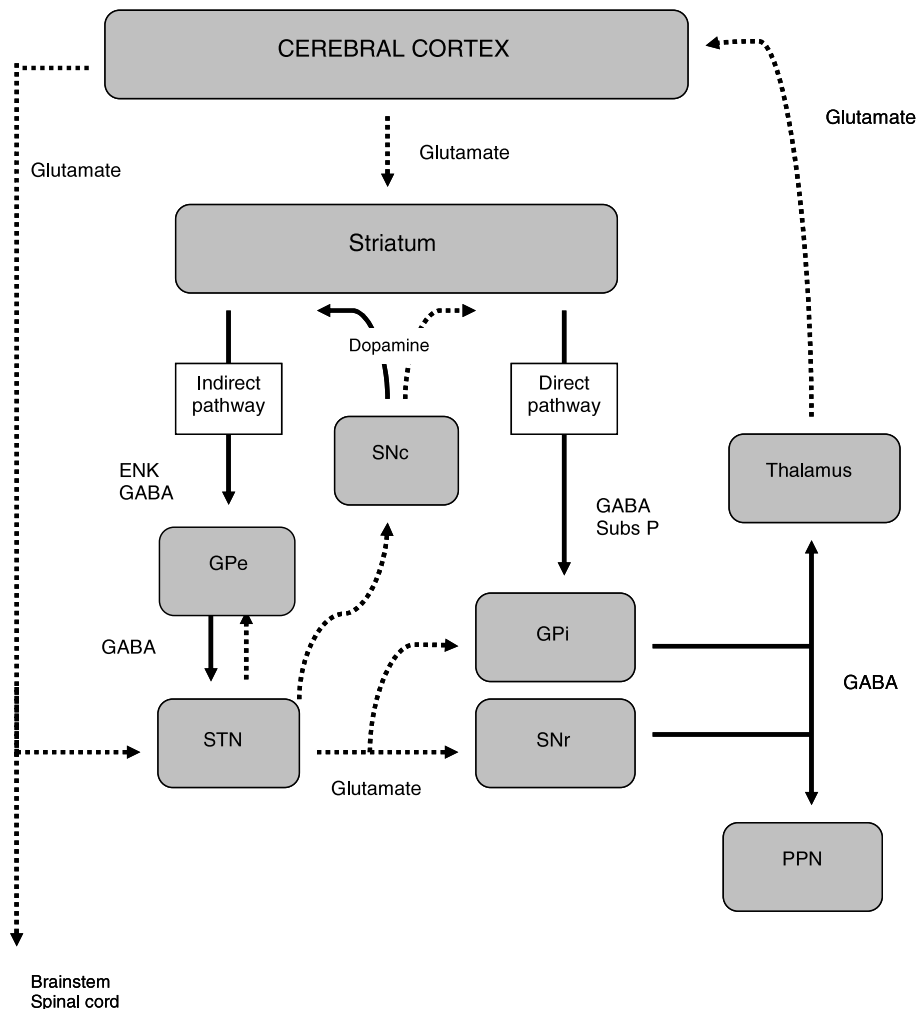 CEREBRAL CORTEX
Glutamate
Glutamate
Glutamate
Striatum
Dopamine
Indirect
pathway
Direct
pathway
SNc
Thalamus
ENK
GABA
GABA
Subs P
GPe
GPi
GABA
GABA
STN
SNr
Glutamate
PPN
Brainstem
Spinal cord